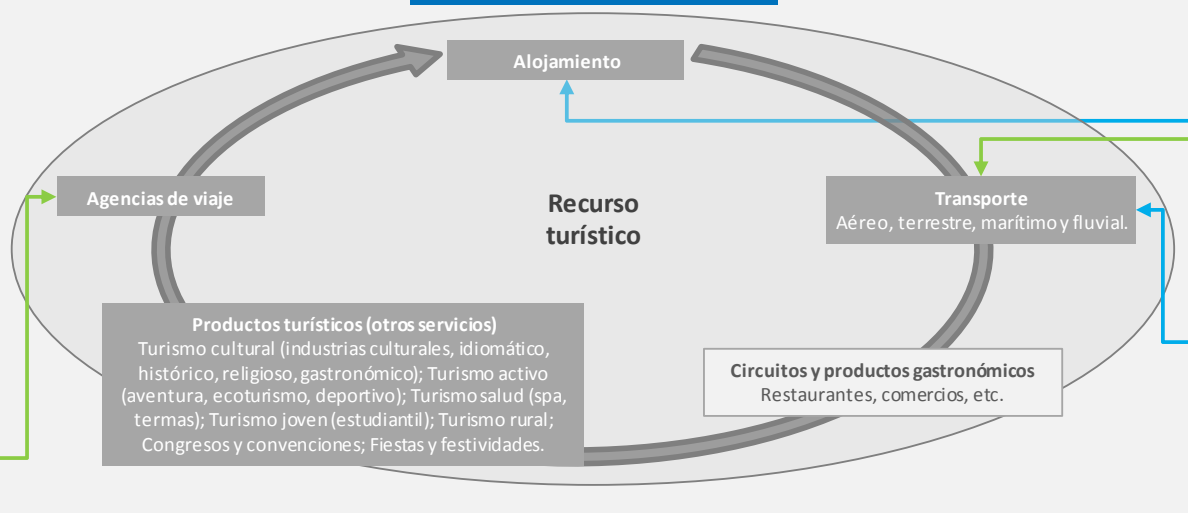 Alojamiento
Agencias de viaje
Recurso
turístico
Transporte
Aéreo, terrestre, marítimo y fluvial.
Productos turísticos (otros servicios)
Turismo cultural (industrias culturales, idiomático,
histórico, religioso, gastronómico); Turismo activo
(aventura, ecoturismo, deportivo); Turismo salud (spa,
termas); Turismo joven (estudiantil); Turismo rural;
Congresos y convenciones; Fiestas y festividades.
Circuitos y productos gastronómicos
Restaurantes, comercios, etc.